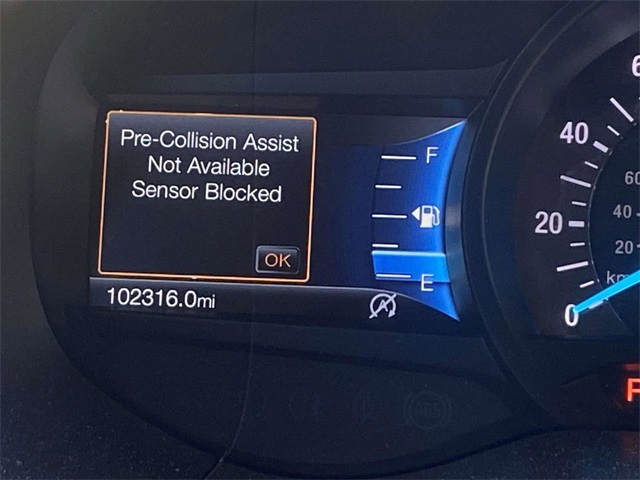 Pre-Collision Assist
Not Available
Sensor Blocked
OK
102316.0mi
F
E
40
20
0
60
40
20
km